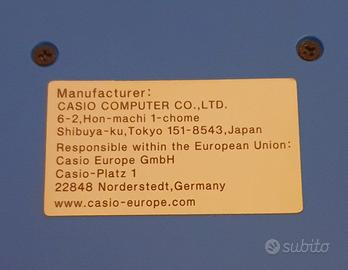 Manufacturer:
CASIO COMPUTER CO.,LTD.
6-2,Hon-machi 1-chome
Shibuya-ku,Tokyo 151-8543,Japan
Responsible within the European Union:
Casio Europe GmbH
Casio-Platz 1
22848 Norderstedt,Germany
www.casio-europe.com
subito